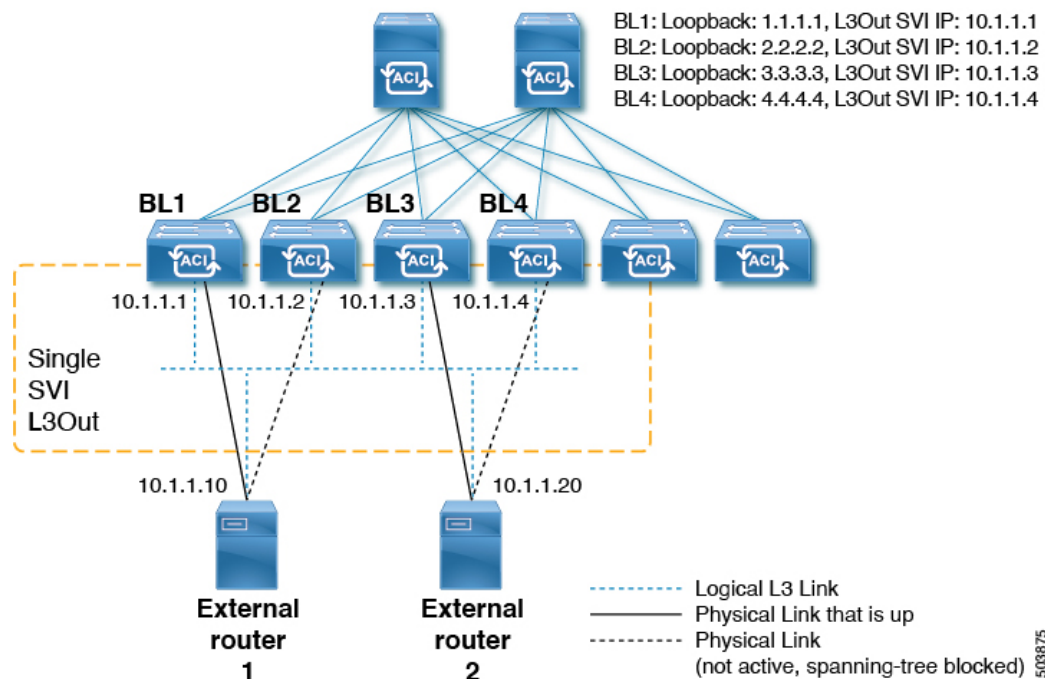 BL1: Loopback: 1.1.1.1, L3Out SVI IP: 10.1.1.1
BL2: Loopback: 2.2.2.2, L3Out SVI IP: 10.1.1.2
BL3: Loopback: 3.3.3.3, L3Out SVI IP: 10.1.1.3
BL4: Loopback: 4.4.4.4, L3Out SVI IP: 10.1.1.4
ACI
ACI
BL1
BL2
BL3
BL4
ACI
ACI
ACI
ACI
ACI
ACI
10.1.1.1
10.1.1.2
10.1.1.3
10.1.1.4
Single
SVI
L3Out
10.1.1.10
10.1.1.20
External
router
1
External
router
2
Logical L3 Link
Physical Link that is up
Physical Link
(not active, spanning-tree blocked)
503875